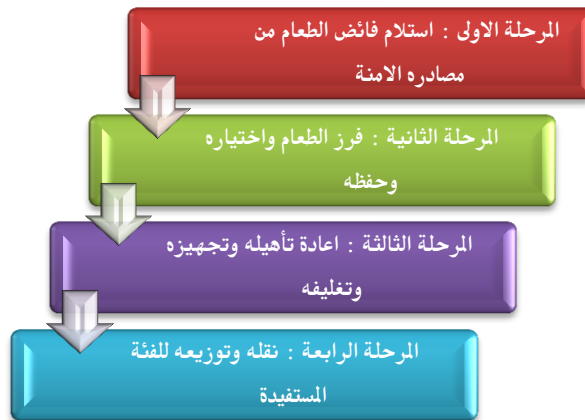 المرحلة الاولى : استلام فائض الطعام من
مصادره الامنة
المرحلة الثانية : فرز الطعام واختياره
وحفظه
المرحلة الثالثة : اعادة تأهيله وتجهيزه
وتغليفه
المرحلة الرابعة : نقله وتوزيعه للفئة
المستفيدة